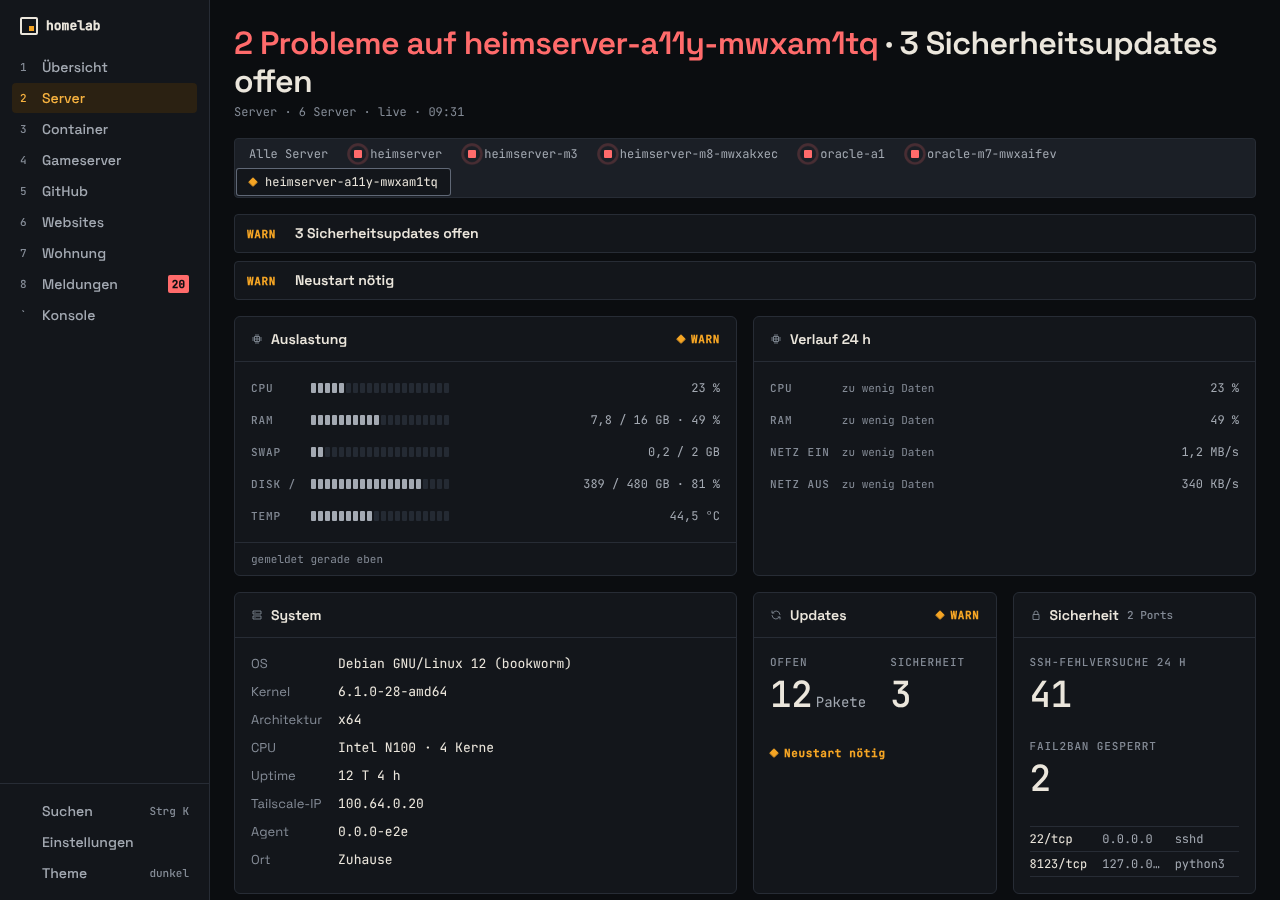 homelab
1 Übersicht
2 Server
3 Container
4 Gameserver
5 GitHub
6 Websites
7 Wohnung
8 Meldungen 20
` Konsole
Suchen Strg K
Einstellungen
Theme dunkel
2 Probleme auf heimserver-a11y-mwxam1tq · 3 Sicherheitsupdates
offen
Server · 6 Server · live · 09:31
Alle Server heimserver heimserver-m3 heimserver-m8-mwxakxec oracle-a1 oracle-m7-mwxaifev
heimserver-a11y-mwxam1tq
WARN 3 Sicherheitsupdates offen
WARN Neustart nötig
Auslastung WARN
CPU 23 %
RAM 7,8 / 16 GB · 49 %
SWAP 0,2 / 2 GB
DISK / 389 / 480 GB · 81 %
TEMP 44,5 °C
gemeldet gerade eben
Verlauf 24 h
CPU zu wenig Daten 23 %
RAM zu wenig Daten 49 %
NETZ EIN zu wenig Daten 1,2 MB/s
NETZ AUS zu wenig Daten 340 KB/s
System
OS Debian GNU/Linux 12 (bookworm)
Kernel 6.1.0-28-amd64
Architektur x64
CPU Intel N100 · 4 Kerne
Uptime 12 T 4 h
Tailscale-IP 100.64.0.20
Agent 0.0.0-e2e
Ort Zuhause
Updates WARN
OFFEN SICHERHEIT
12 Pakete 3
Neustart nötig
Sicherheit 2 Ports
SSH-FEHLVERSUCHE 24 H
41
FAIL2BAN GESPERRT
2
22/tcp 0.0.0.0 sshd
8123/tcp 127.0.0… python3